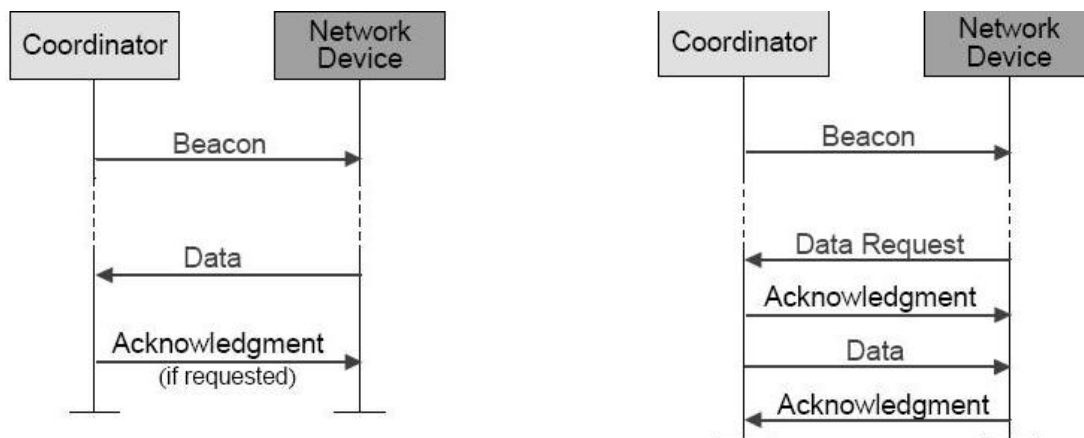 Coordinator
Network
Device
Beacon
Data
Acknowledgment
(if requested)
Coordinator
Network
Device
Beacon
Data Request
Acknowledgment
Data
Acknowledgment